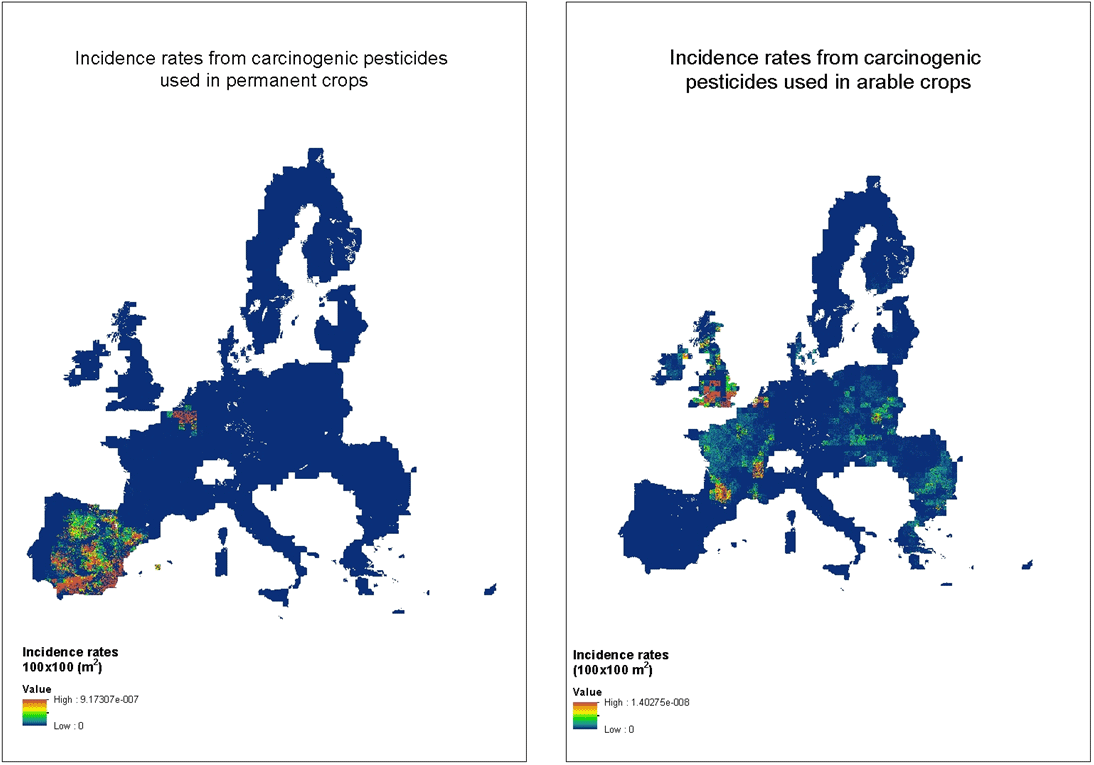 Incidence rates from carcinogenic pesticides
used in permanent crops
Incidence rates
100x100 (m²)
Value
High : 9.17307e-007
Low : 0
Incidence rates from carcinogenic
pesticides used in arable crops
Incidence rates
(100x100 m²)
Value
High : 1.40275e-008
Low : 0